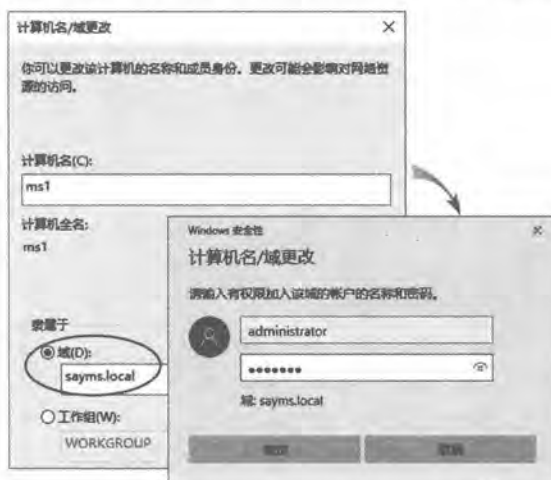 计算机名/域更改
你可以更改该计算机的名称和成员身份。更改可能会影响对网络资
源的访问。
计算机名(C):
ms1
计算机全名:
ms1
隶属于
域(D):
sayms.local
工作组(W):
WORKGROUP
Windows 安全性
计算机名/域更改
请输入有权限加入该域的帐户的名称和密码。
administrator
•••••••
域: sayms.local
确定
取消